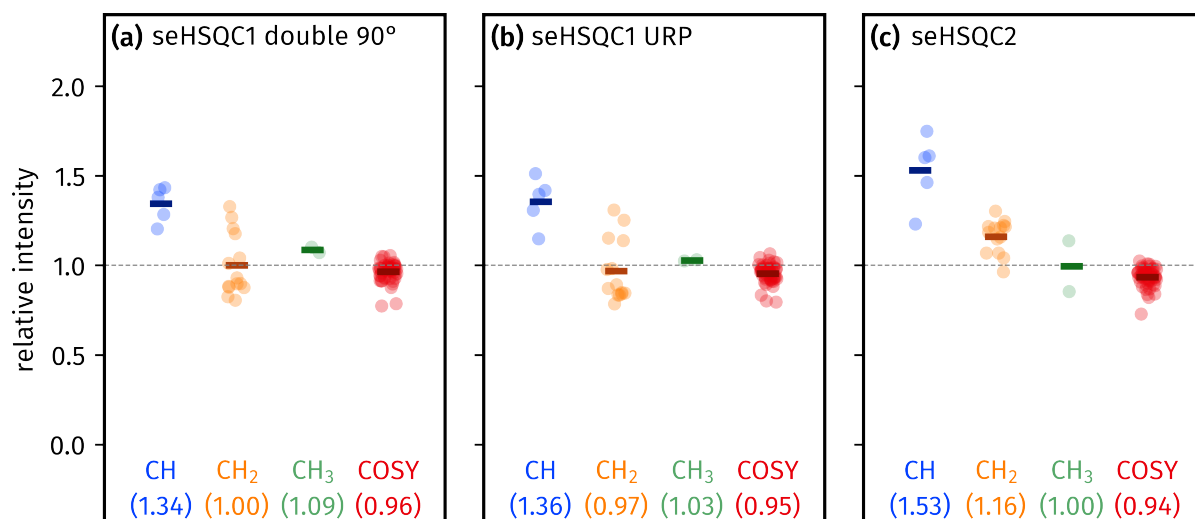 (a) seHSQC1 double 90°
(b) seHSQC1 URP
(c) seHSQC2
relative intensity
2.0
1.5
1.0
0.5
0.0
CH CH₂ CH₃ COSY
(1.34) (1.00) (1.09) (0.96)
CH CH₂ CH₃ COSY
(1.36) (0.97) (1.03) (0.95)
CH CH₂ CH₃ COSY
(1.53) (1.16) (1.00) (0.94)